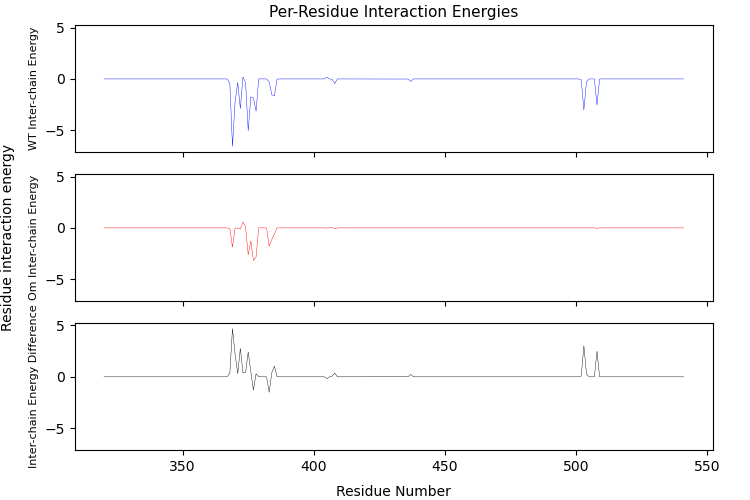 Per-Residue Interaction Energies
Residue interaction energy
WT Inter-chain Energy
5
0
−5
Om Inter-chain Energy
5
0
−5
Inter-chain Energy Difference
5
0
−5
350
400
450
500
550
Residue Number